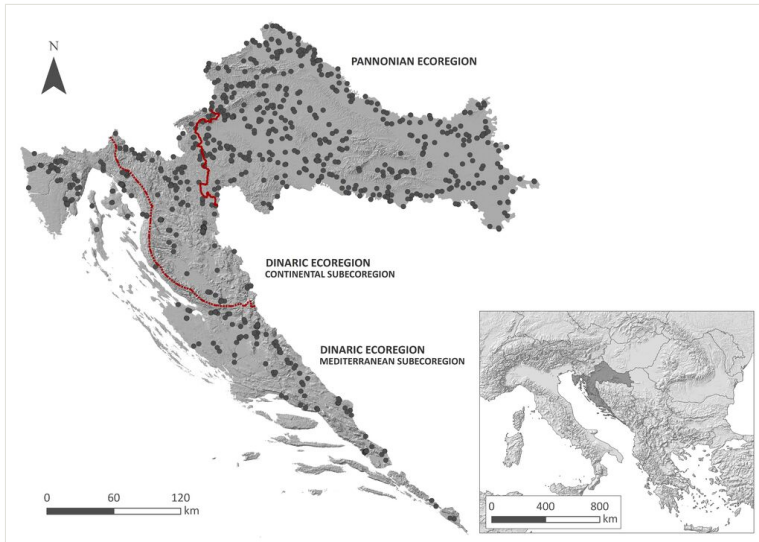 N
PANNONIAN ECOREGION
DINARIC ECOREGION
CONTINENTAL SUBECOREGION
DINARIC ECOREGION
MEDITERRANEAN SUBECOREGION
0 60 120
km
0 400 800
km